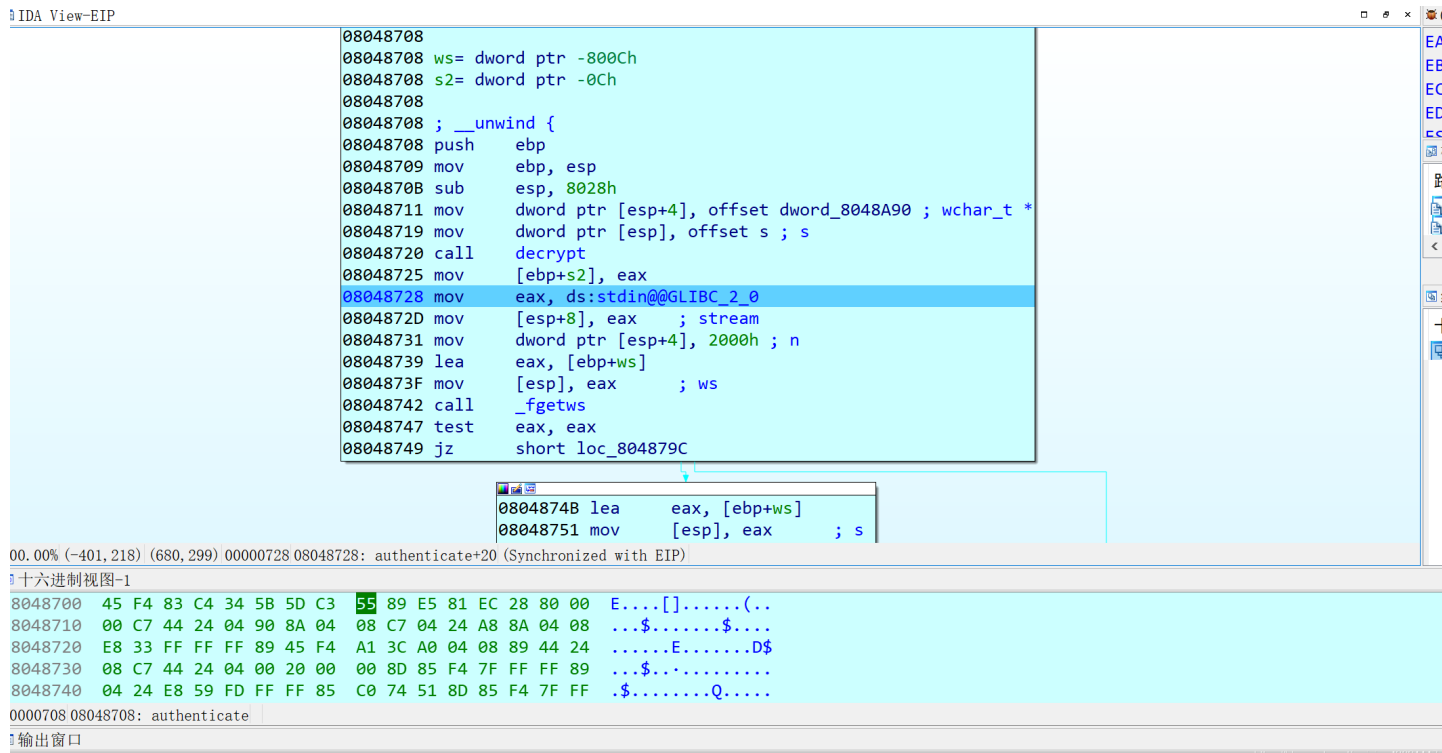 IDA View-EIP
08048708
08048708 ws= dword ptr -800Ch
08048708 s2= dword ptr -0Ch
08048708
08048708 ; __unwind {
08048708 push    ebp
08048709 mov     ebp, esp
0804870B sub     esp, 8028h
08048711 mov     dword ptr [esp+4], offset dword_8048A90 ; wchar_t *
08048719 mov     dword ptr [esp], offset s ; s
08048720 call    decrypt
08048725 mov     [ebp+s2], eax
08048728 mov     eax, ds:stdin@@GLIBC_2_0
0804872D mov     [esp+8], eax    ; stream
08048731 mov     dword ptr [esp+4], 2000h ; n
08048739 lea     eax, [ebp+ws]
0804873F mov     [esp], eax      ; ws
08048742 call    _fgetws
08048747 test    eax, eax
08048749 jz      short loc_804879C
0804874B lea     eax, [ebp+ws]
08048751 mov     [esp], eax      ; s
00.00% (-401,218) (680,299) 00000728 08048728: authenticate+20 (Synchronized with EIP)
十六进制视图-1
8048700  45 F4 83 C4 34 5B 5D C3  55 89 E5 81 EC 28 80 00  E....[]......(..
8048710  00 C7 44 24 04 90 8A 04  08 C7 04 24 A8 8A 04 08  ...$.......$....
8048720  E8 33 FF FF FF 89 45 F4  A1 3C A0 04 08 89 44 24  ......E.......D$
8048730  08 C7 44 24 04 00 20 00  00 8D 85 F4 7F FF FF 89  ...$..·.........
8048740  04 24 E8 59 FD FF FF 85  C0 74 51 8D 85 F4 7F FF  .$........Q.....
0000708 08048708: authenticate
输出窗口